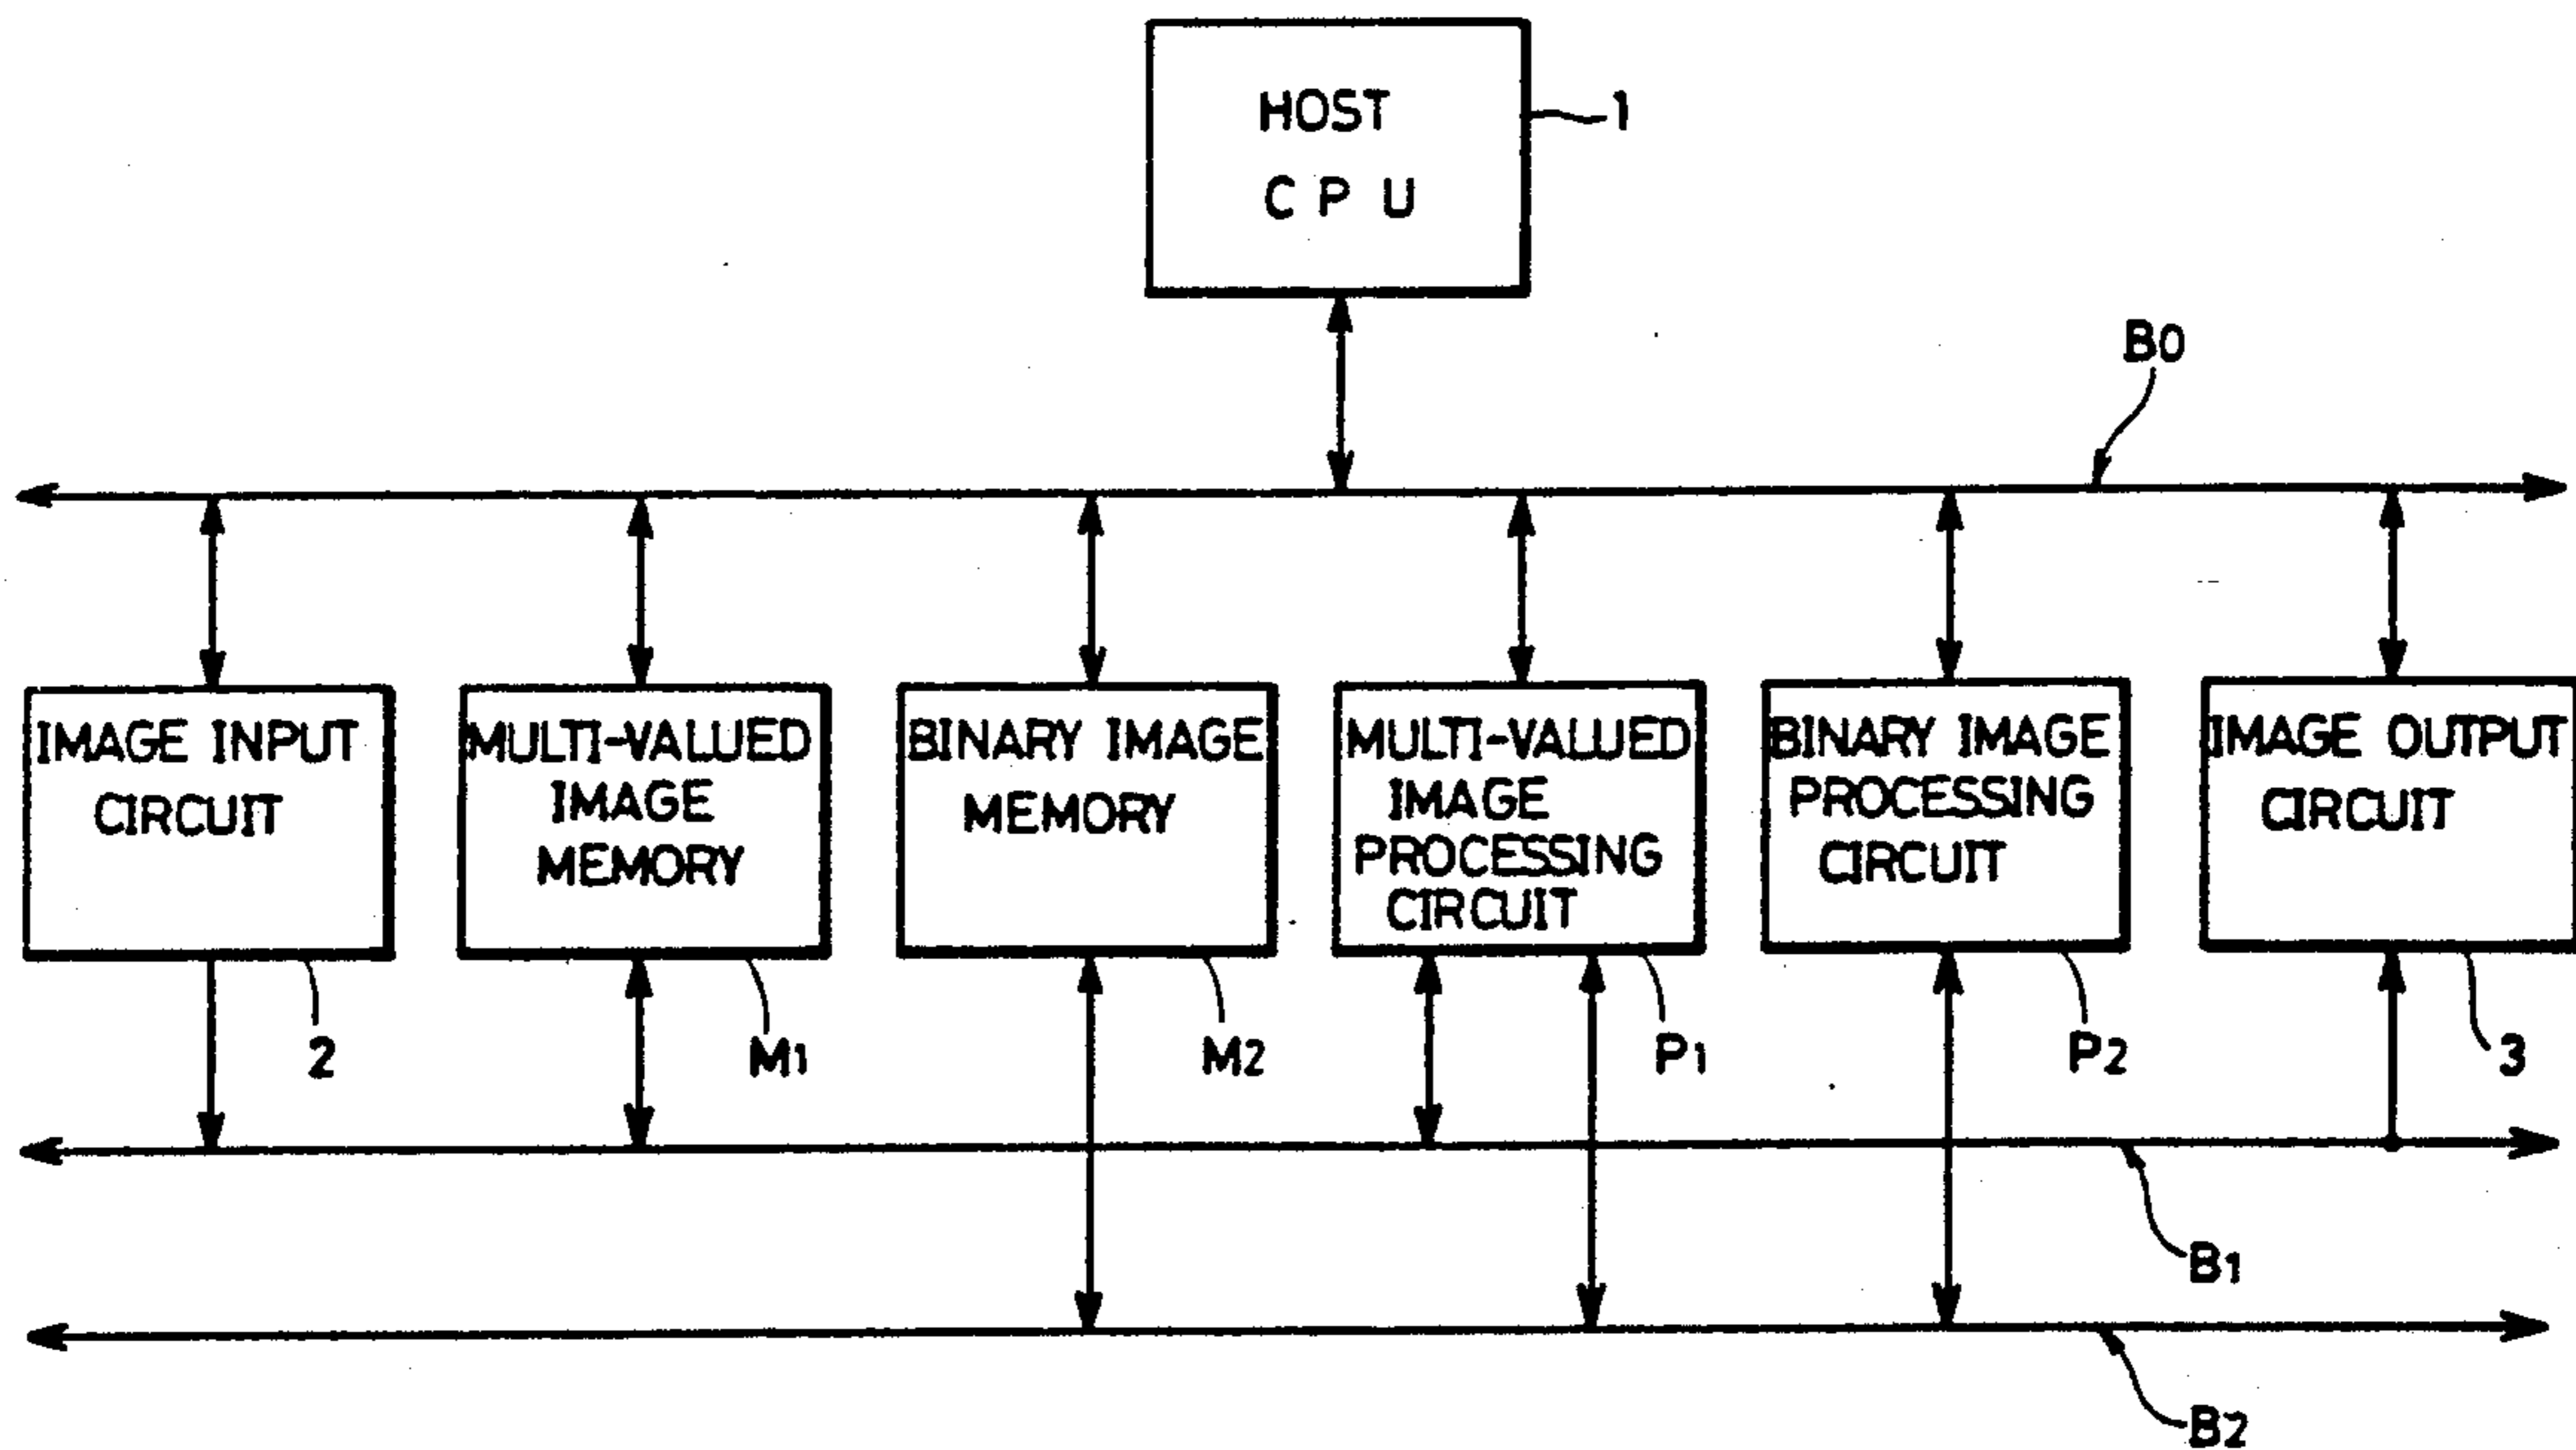 HOST
CPU
1
B0
IMAGE INPUT
CIRCUIT
MULTI-VALUED
IMAGE
MEMORY
BINARY IMAGE
MEMORY
MULTI-VALUED
IMAGE
PROCESSING
CIRCUIT
BINARY IMAGE
PROCESSING
CIRCUIT
IMAGE OUTPUT
CIRCUIT
2
M1
M2
P1
P2
3
B1
B2